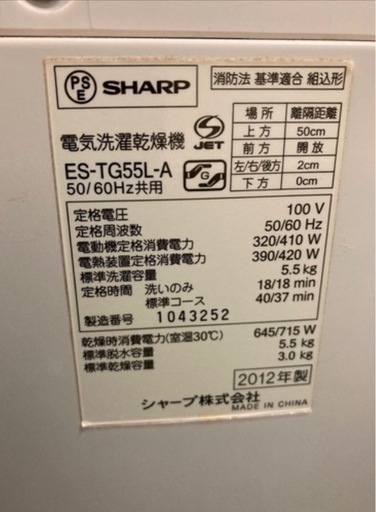 PSE SHARP
消防法 基準適合 組込形
場所 離隔距離
上方 50cm
前方 開放
左/右/後方 2cm
下方 0cm
電気洗濯乾燥機 S JET
ES-TG55L-A
50/60Hz共用
定格電圧 100 V
定格周波数 50/60 Hz
電動機定格消費電力 320/410 W
電熱装置定格消費電力 390/420 W
標準洗濯容量 5.5 kg
定格時間 洗いのみ 18/18 min
標準コース 40/37 min
製造番号 1043252
乾燥時消費電力(室温30℃) 645/715 W
標準脱水容量 5.5 kg
標準乾燥容量 3.0 kg
2012年製
シャープ株式会社 MADE IN CHINA